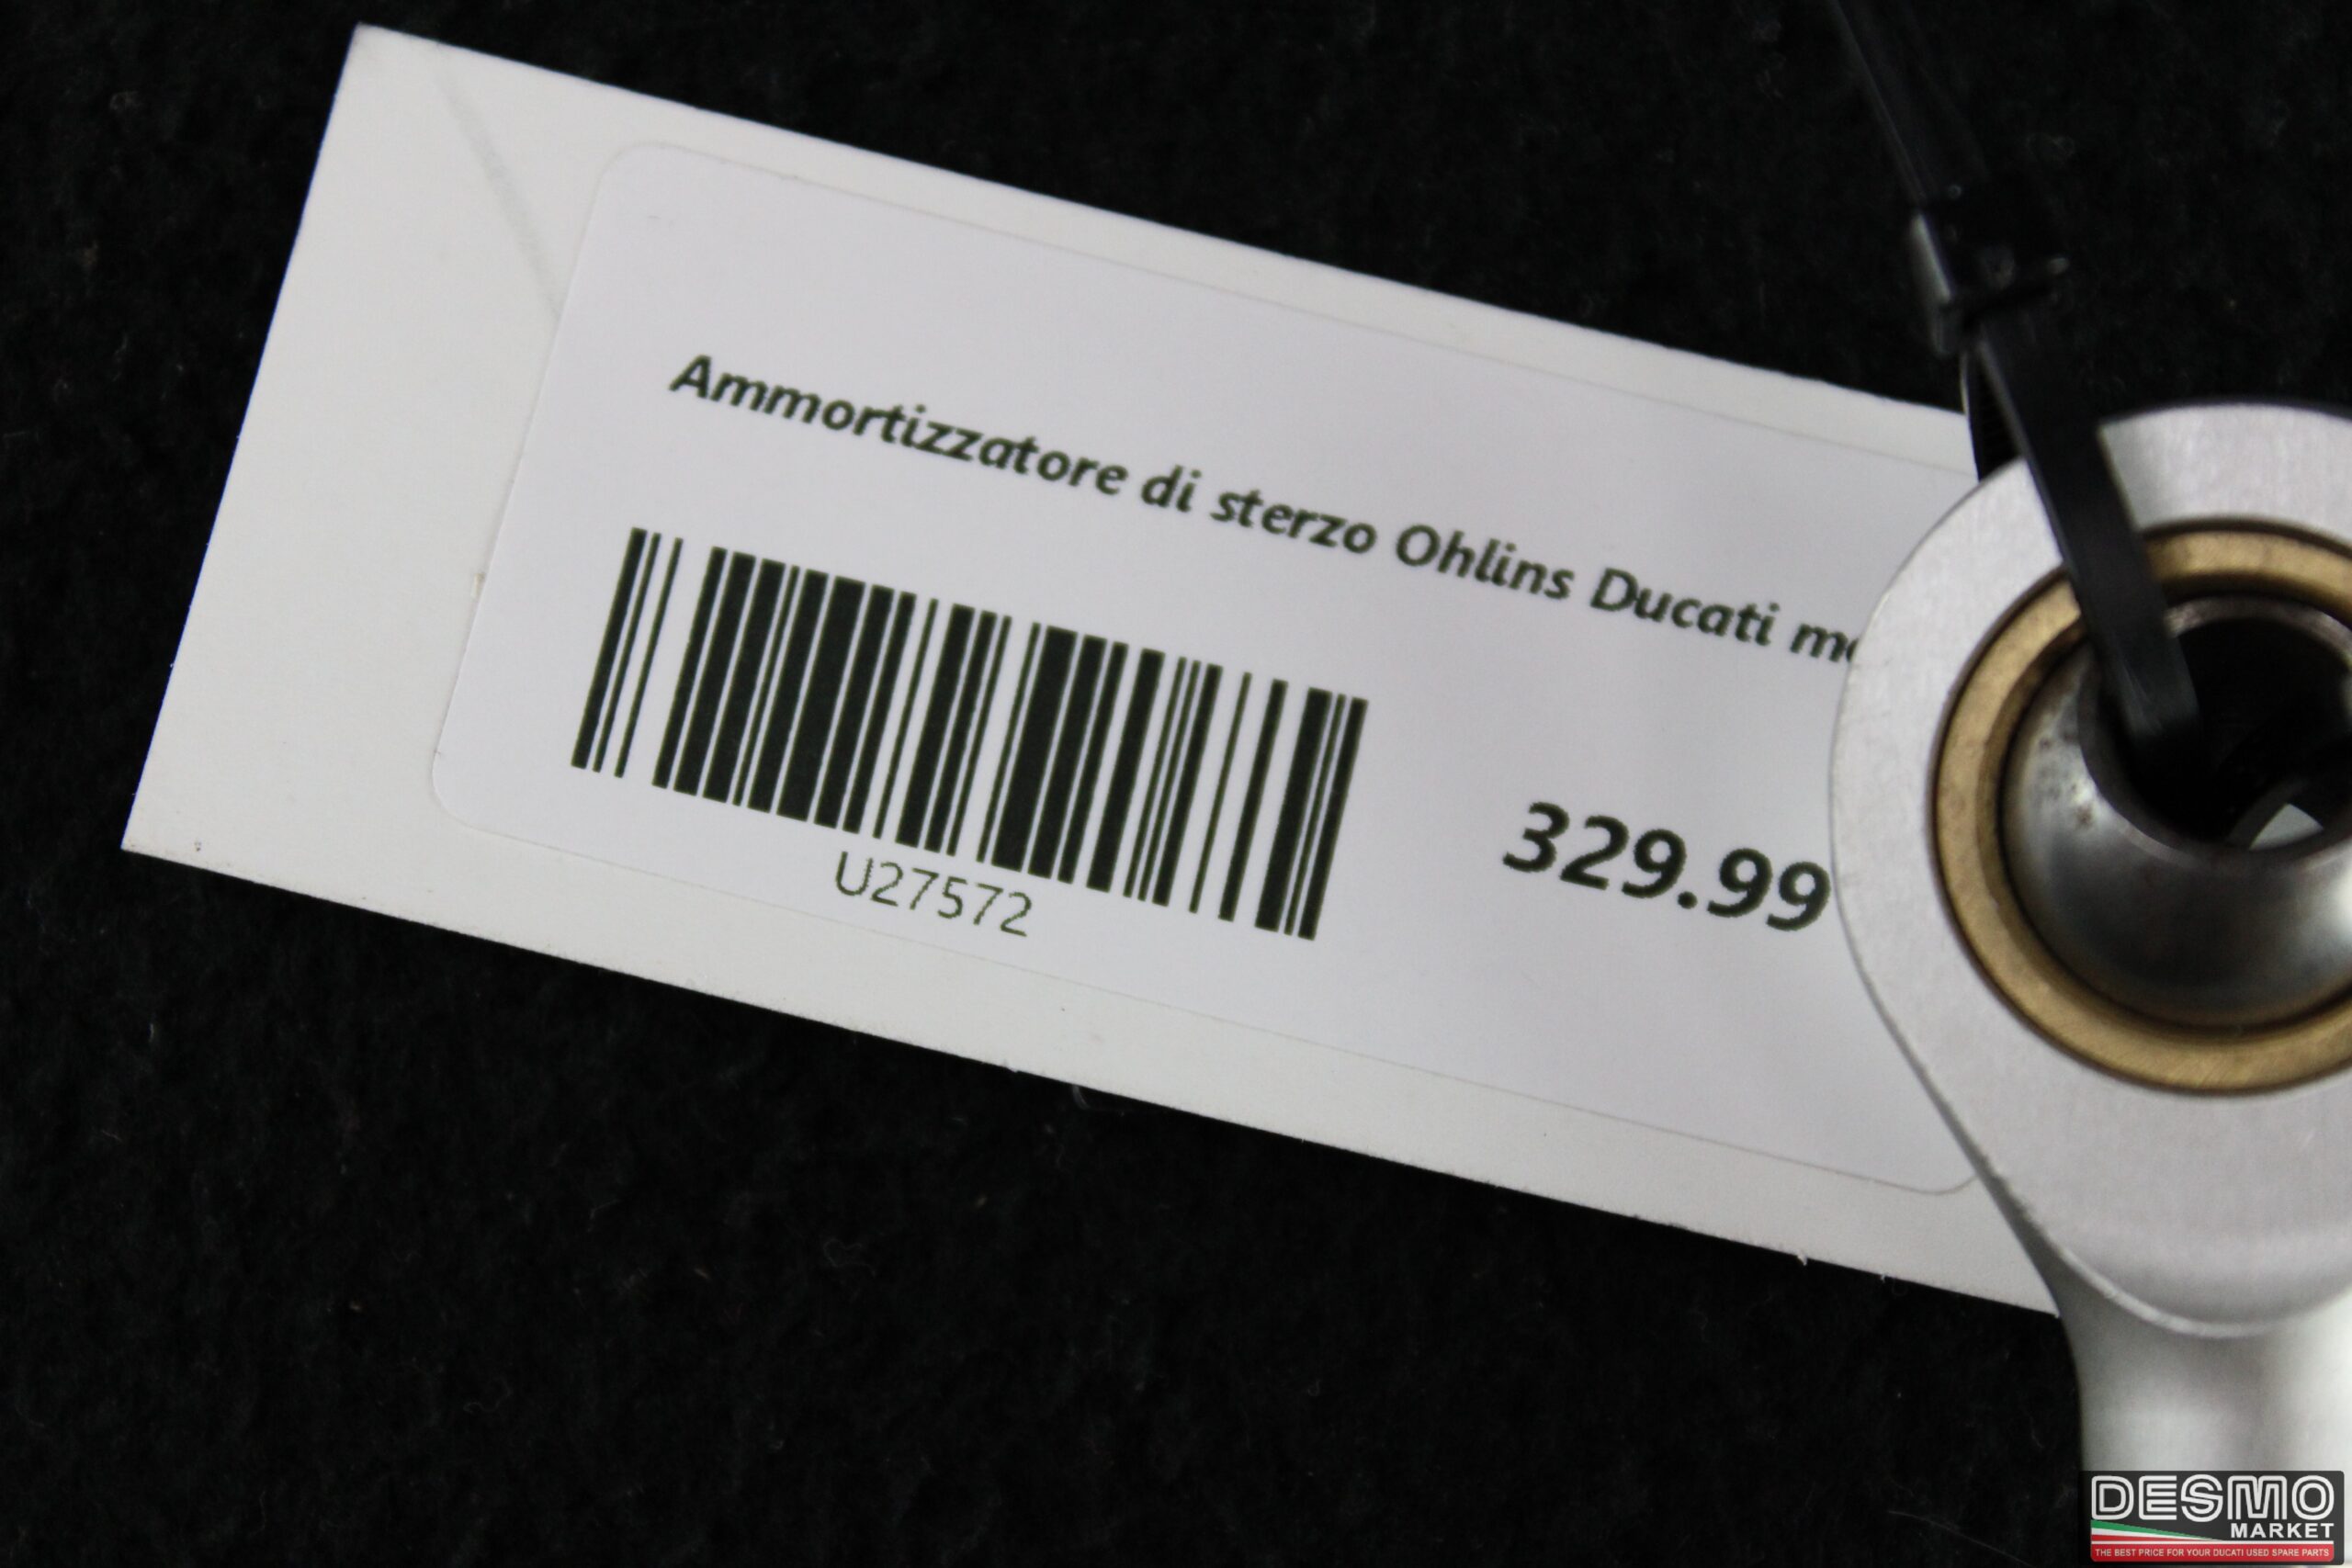 Ammortizzatore di sterzo Ohlins Ducati
U27572
329.99
DESMO
MARKET
THE BEST PRICE FOR YOUR DUCATI USED SPARE PARTS